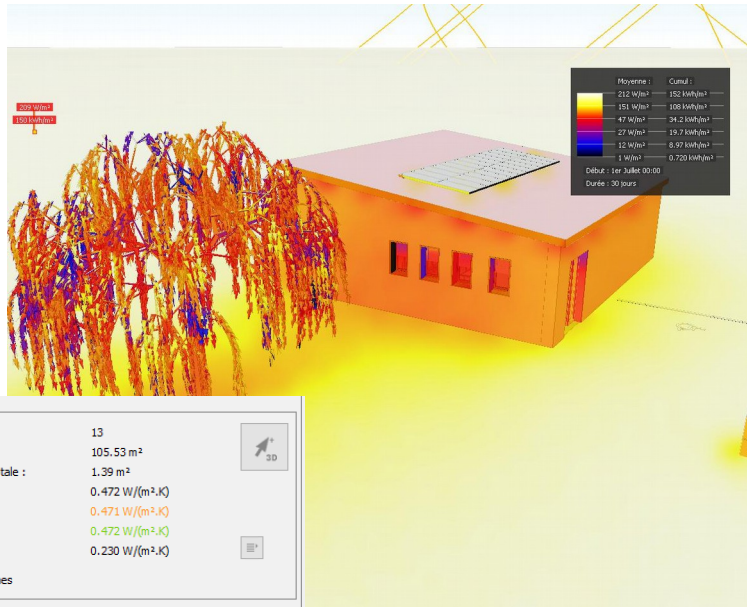 Moyenne : Cumul :
212 W/m² 152 kWh/m²
151 W/m² 108 kWh/m²
47 W/m² 34.2 kWh/m²
27 W/m² 19.7 kWh/m²
12 W/m² 8.97 kWh/m²
1 W/m² 0.720 kWh/m²
Début : 1er Juillet 00:00
Durée : 30 jours
209 W/m²
150 kWh/m²
13
105.53 m²
tale : 1.39 m²
0.472 W/(m².K)
0.471 W/(m².K)
0.472 W/(m².K)
0.230 W/(m².K)
es
3D